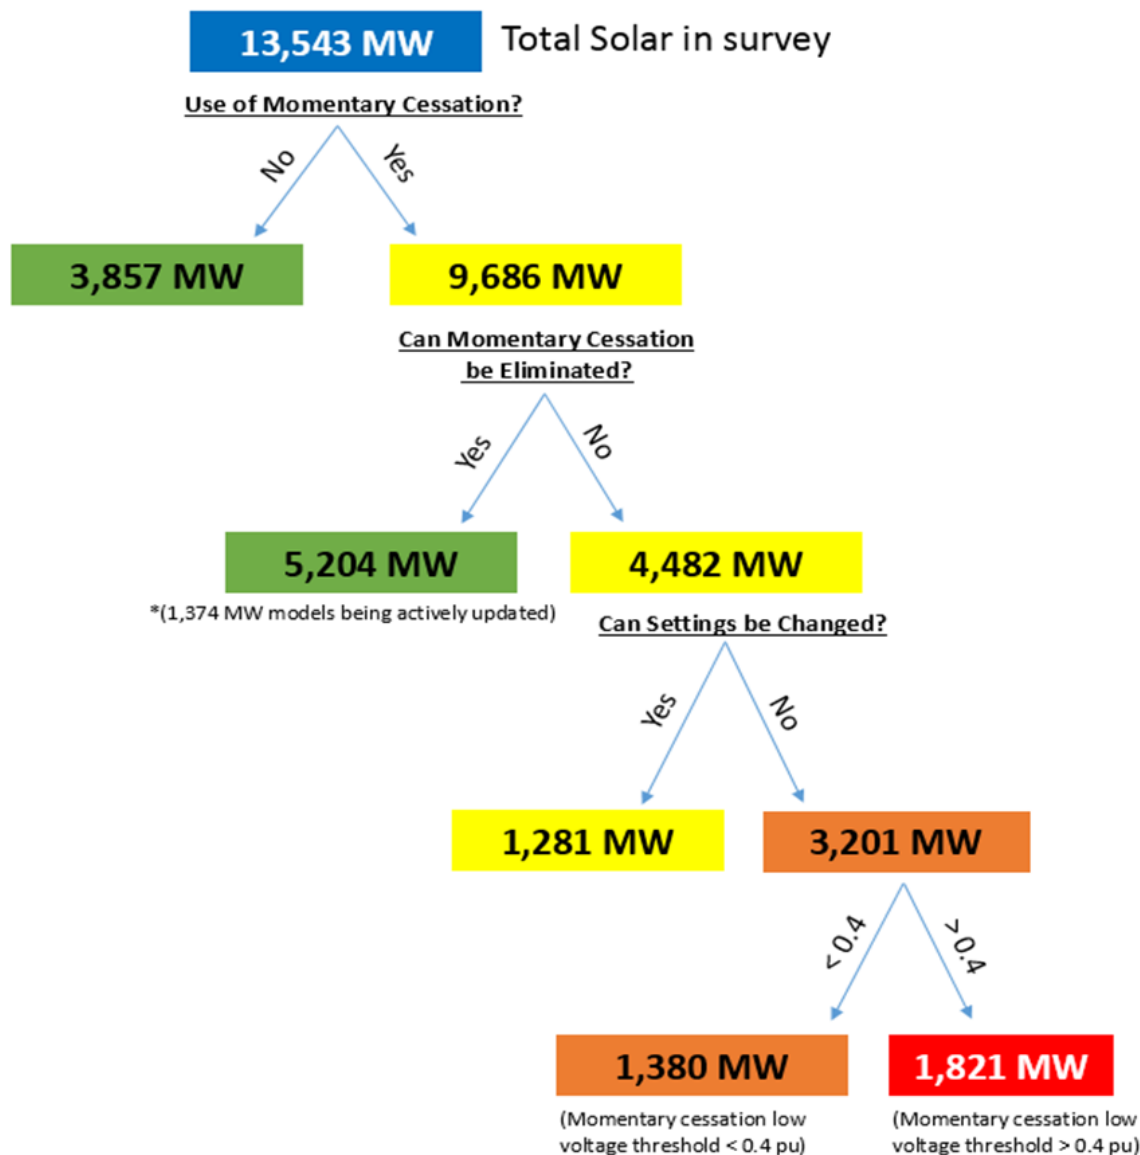 13,543 MW
Total Solar in survey
Use of Momentary Cessation?
No
Yes
3,857 MW
9,686 MW
Can Momentary Cessation
be Eliminated?
Yes
No
5,204 MW
4,482 MW
*(1,374 MW models being actively updated)
Can Settings be Changed?
Yes
No
1,281 MW
3,201 MW
< 0.4
> 0.4
1,380 MW
1,821 MW
(Momentary cessation low
voltage threshold < 0.4 pu)
(Momentary cessation low
voltage threshold > 0.4 pu)